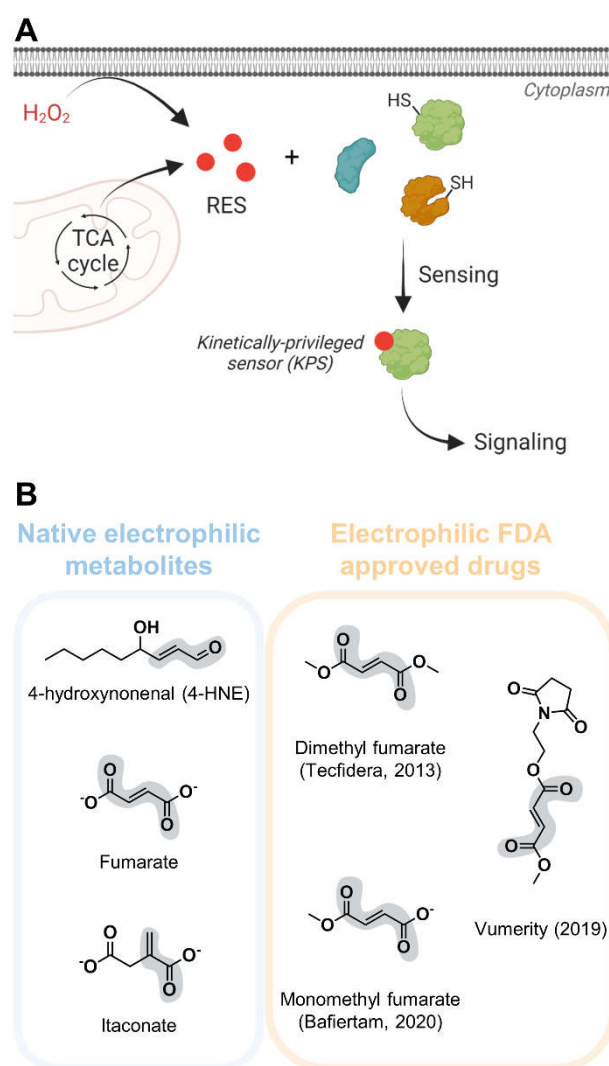 A
Cytoplasm
H₂O₂
HS
RES
+
SH
TCA
cycle
Sensing
Kinetically-privileged
sensor (KPS)
Signaling
B
Native electrophilic
metabolites
OH
O
4-hydroxynonenal (4-HNE)
O
⁻O
O⁻
O
Fumarate
O
⁻O
O⁻
O
Itaconate
Electrophilic FDA
approved drugs
O
O
O
O
Dimethyl fumarate
(Tecfidera, 2013)
O
O
O⁻
O
Monomethyl fumarate
(Bafiertam, 2020)
O
N
O
O
O
O
O
Vumerity (2019)